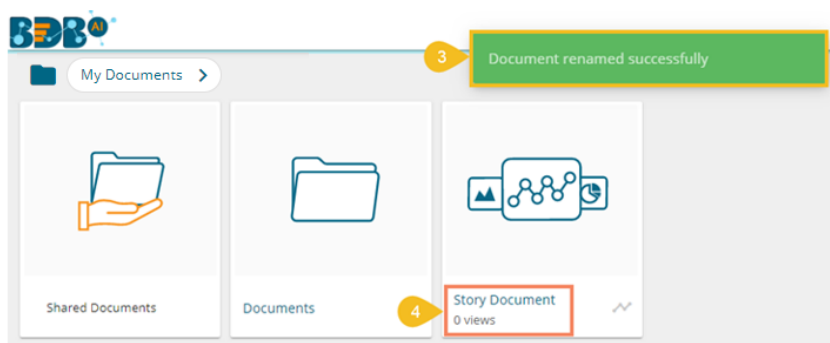 BDB AI
3
Document renamed successfully
My Documents
Shared Documents
Documents
4
Story Document
0 views